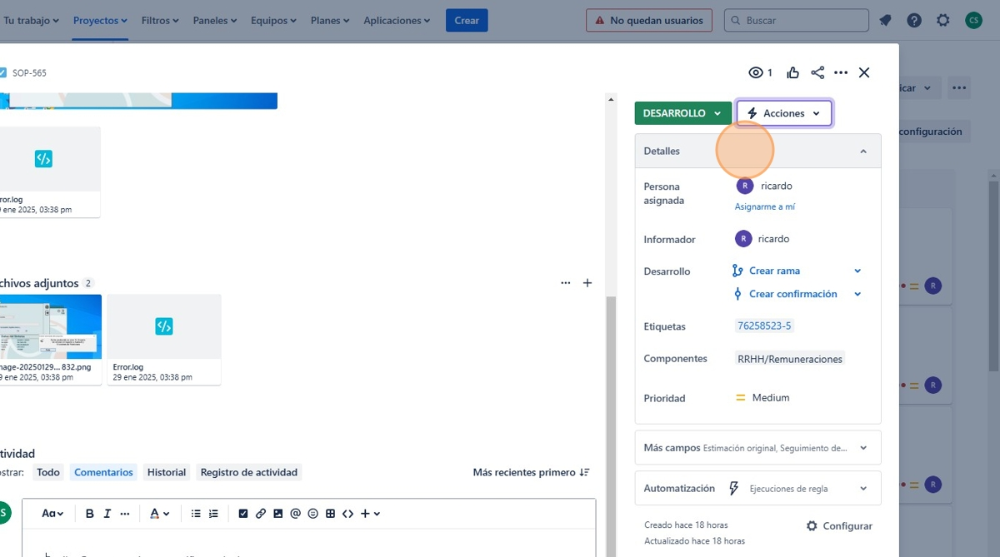 Tu trabajo
Proyectos
Filtros
Paneles
Equipos
Planes
Aplicaciones
Crear
No quedan usuarios
Buscar
CS
SOP-565
1
icar
configuración
DESARROLLO
Acciones
Detalles
Persona asignada
R ricardo
Asignarme a mí
Informador
R ricardo
Desarrollo
Crear rama
Crear confirmación
Etiquetas
76258523-5
Componentes
RRHH/Remuneraciones
Prioridad
Medium
Más campos Estimación original, Seguimiento de...
Automatización
Ejecuciones de regla
Creado hace 18 horas
Actualizado hace 18 horas
Configurar
ror.log
9 ene 2025, 03:38 pm
chivos adjuntos 2
mage-20250129... 832.png
9 ene 2025, 03:38 pm
Error.log
29 ene 2025, 03:38 pm
tividad
strar:
Todo
Comentarios
Historial
Registro de actividad
Más recientes primero
S
Aa
B
I
A
R
R
R